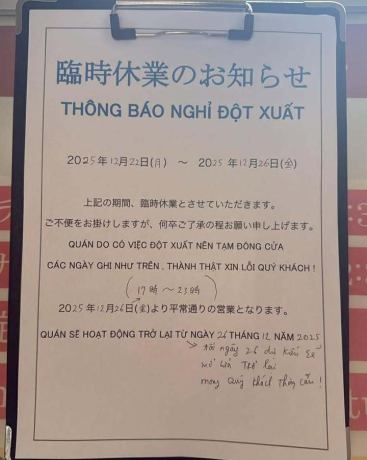 臨時休業のお知らせ
THÔNG BÁO NGHỈ ĐỘT XUẤT
2025年12月22日(月) ～ 2025年12月26日(金)
上記の期間、臨時休業とさせていただきます。
ご不便をお掛けしますが、何卒ご了承の程お願い申し上げます。
QUÁN DO CÓ VIỆC ĐỘT XUẤT NÊN TẠM ĐÓNG CỬA
CÁC NGÀY GHI NHƯ TRÊN, THÀNH THẬT XIN LỖI QUÝ KHÁCH!
(17時～23時)
2025年12月26日(金)より平常通りの営業となります。
QUÁN SẼ HOẠT ĐỘNG TRỞ LẠI TỪ NGÀY 26 THÁNG 12 NĂM 2025
tối ngày 26 dự kiến sẽ
mở bán trở lại
mong Quý khách thông cảm!